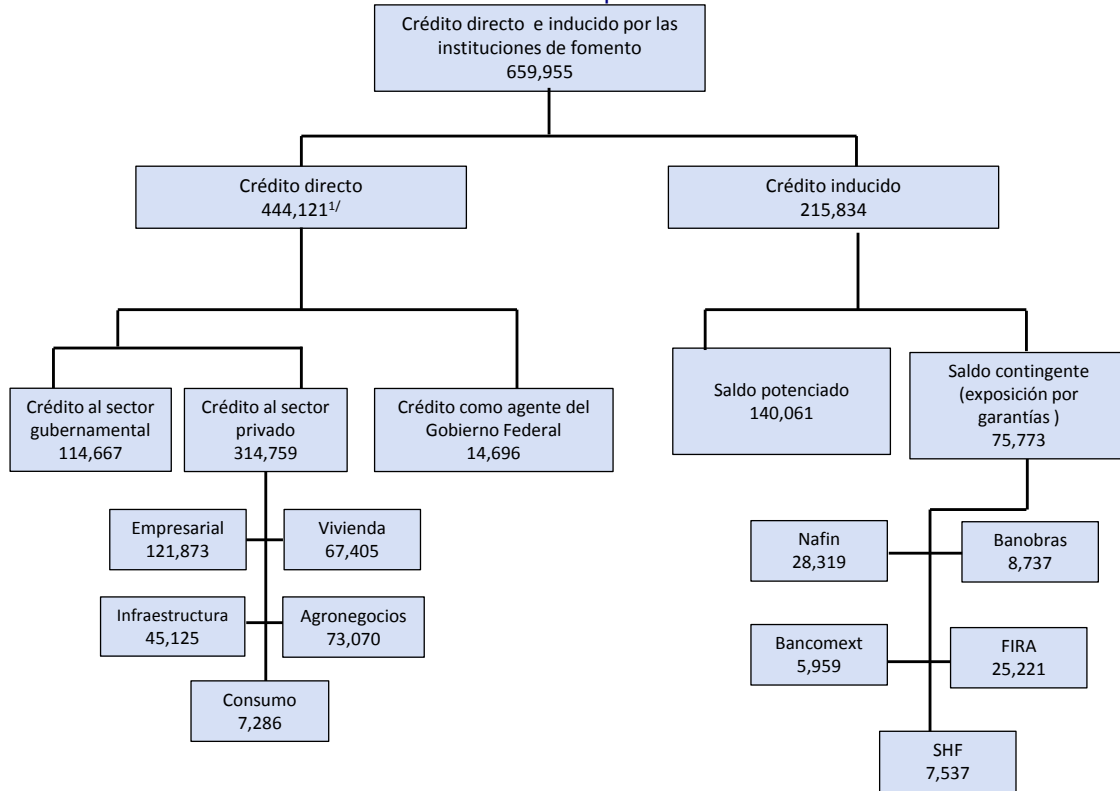 Crédito directo e inducido por las
instituciones de fomento
659,955
Crédito directo
444,121¹/
Crédito inducido
215,834
Crédito al sector
gubernamental
114,667
Crédito al sector
privado
314,759
Crédito como agente del
Gobierno Federal
14,696
Saldo potenciado
140,061
Saldo contingente
(exposición por
garantías )
75,773
Empresarial
121,873
Vivienda
67,405
Infraestructura
45,125
Agronegocios
73,070
Consumo
7,286
Nafin
28,319
Banobras
8,737
Bancomext
5,959
FIRA
25,221
SHF
7,537